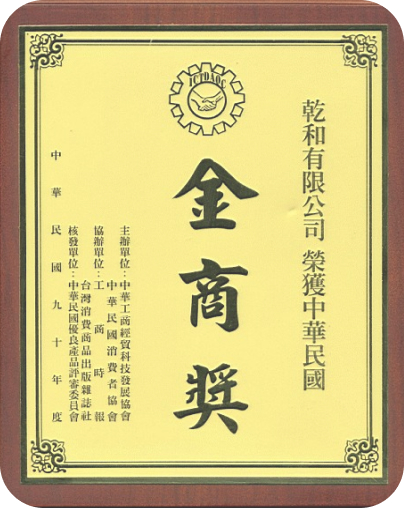 ICTDAOC
乾和有限公司 榮獲中華民國
金商獎
主辦單位：中華工商經貿科技發展協會
中華民國消費者協會
協辦單位：工商時報
台灣消費商品出版雜誌社
核發單位：中華民國優良產品評審委員會
中華民國九十年度